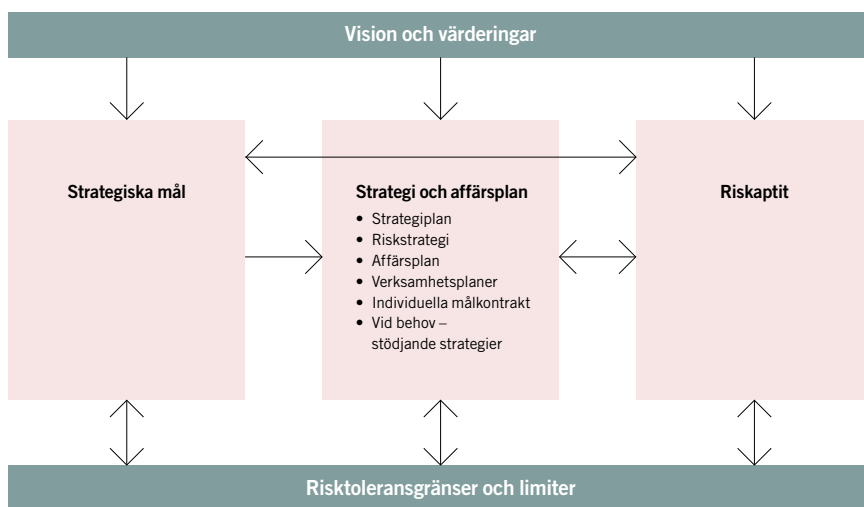 Vision och värderingar
Strategiska mål
Strategi och affärsplan
• Strategiplan
• Riskstrategi
• Affärsplan
• Verksamhetsplaner
• Individuella målkontrakt
• Vid behov –
stödjande strategier
Riskaptit
Risktoleransgränser och limiter